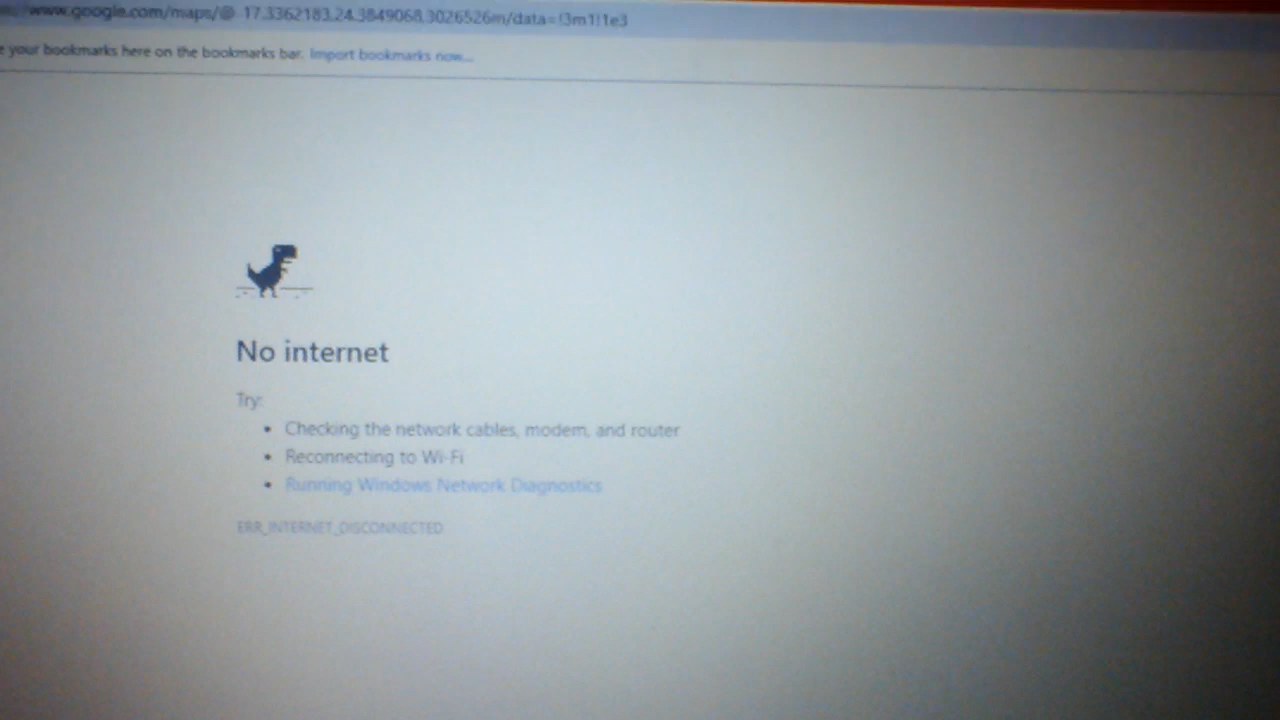 www.google.com/maps/@-17.3362183,24.3849068,3026526m/data=!3m1!1e3
your bookmarks here on the bookmarks bar. Import bookmarks now...
No internet
Try:
• Checking the network cables, modem, and router
• Reconnecting to Wi-Fi
• Running Windows Network Diagnostics
ERR_INTERNET_DISCONNECTED